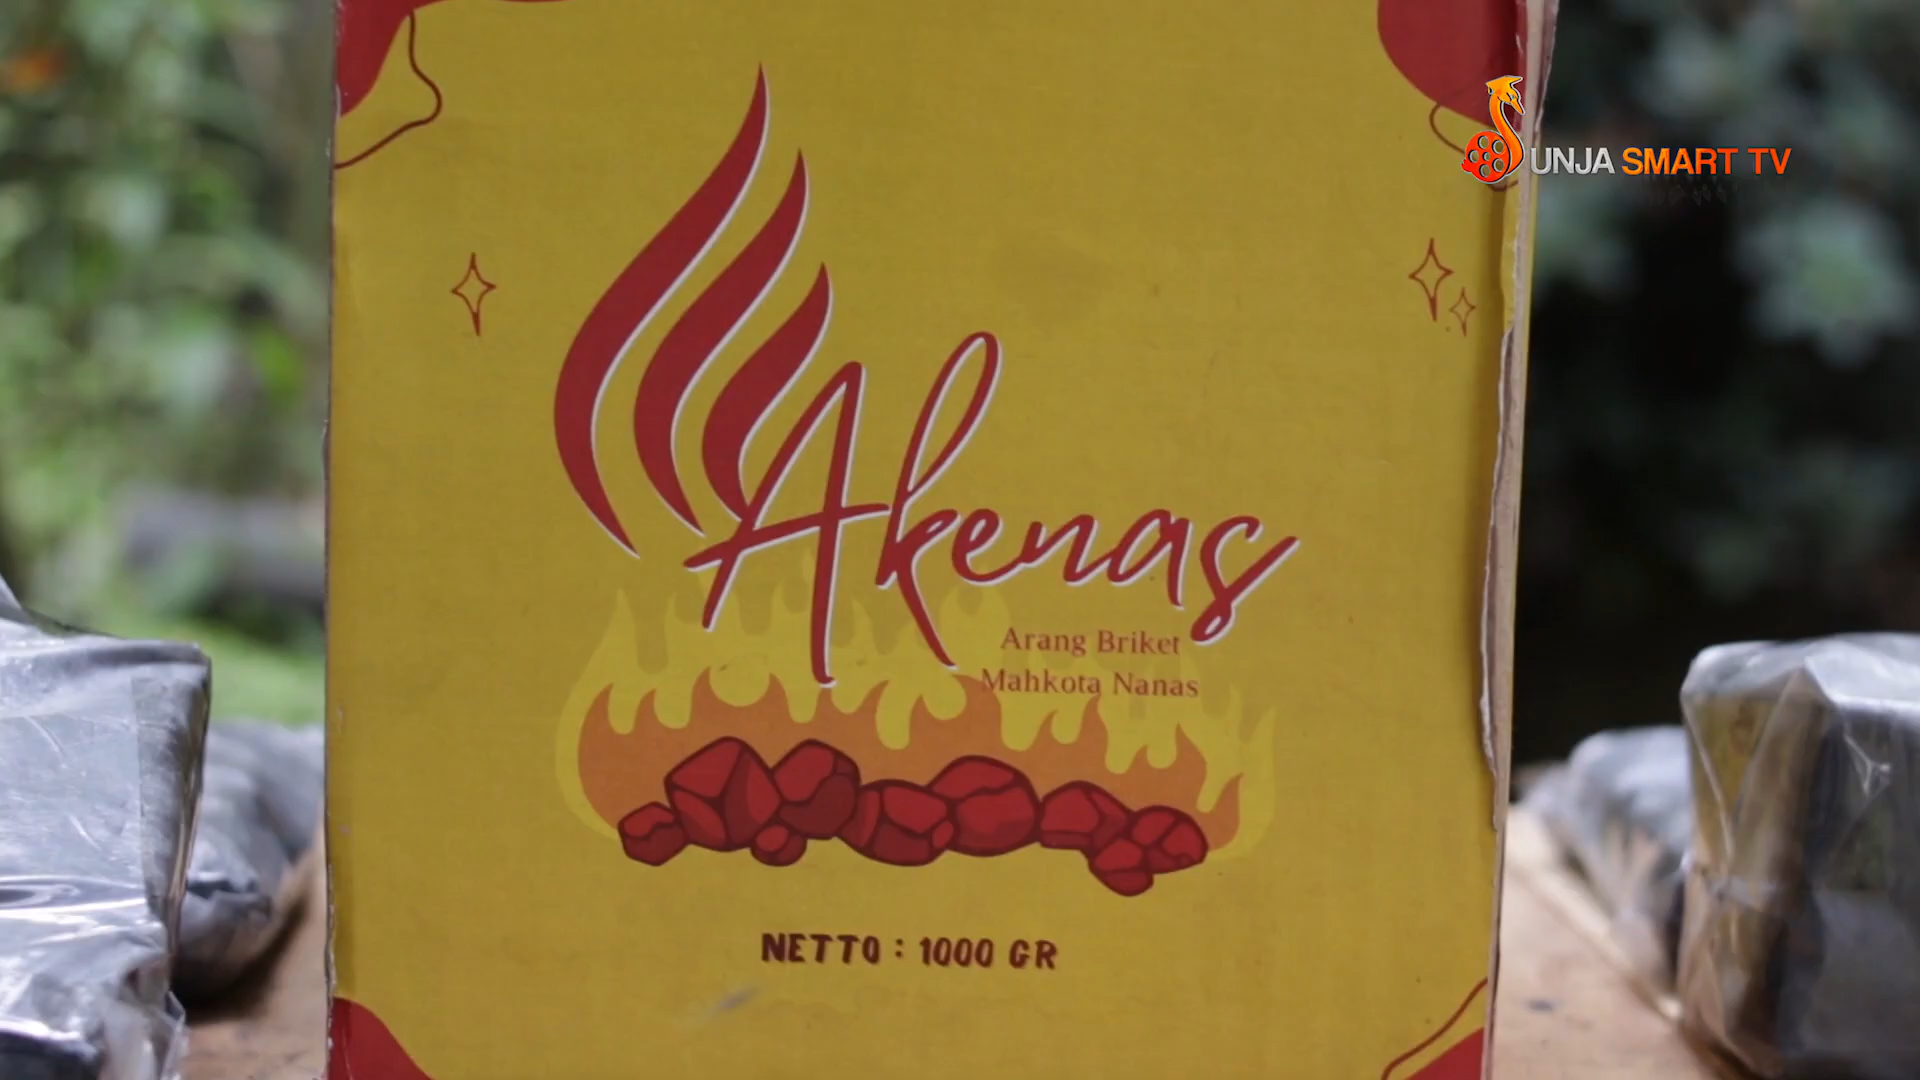 UNJA SMART TV
Akenas
Arang Briket
Mahkota Nanas
NETTO : 1000 GR